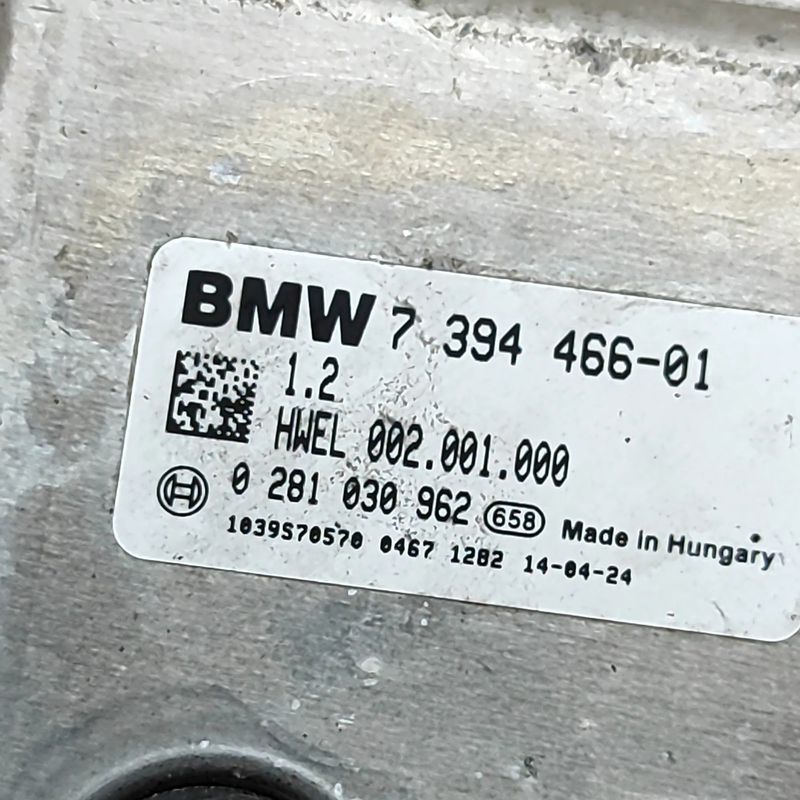 BMW 7 394 466-01
1.2
HWEL 002.001.000
0 281 030 962 658 Made in Hungary
1039S70570 0467 1282 14-04-24